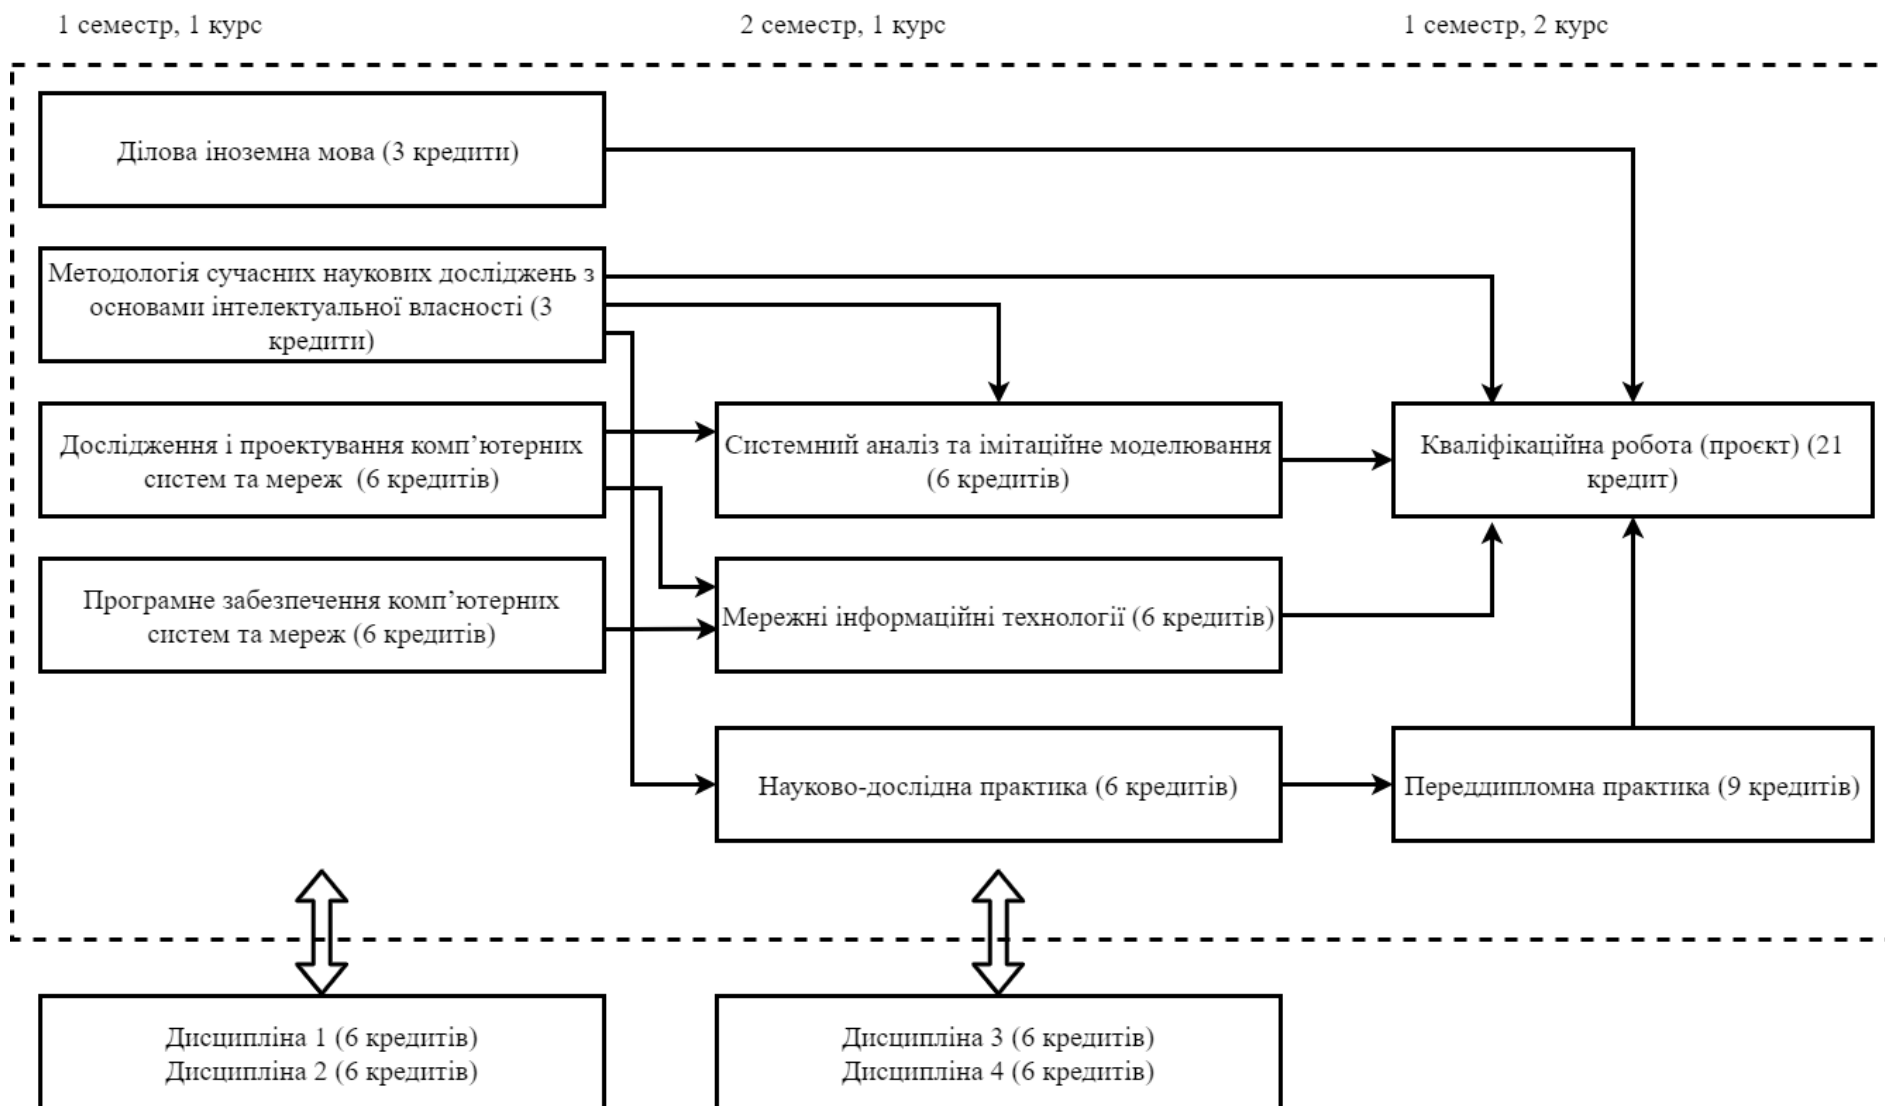 1 семестр, 1 курс
2 семестр, 1 курс
1 семестр, 2 курс
Ділова іноземна мова (3 кредити)
Методологія сучасних наукових досліджень з
основами інтелектуальної власності (3
кредити)
Дослідження і проектування комп’ютерних
систем та мереж (6 кредитів)
Системний аналіз та імітаційне моделювання
(6 кредитів)
Кваліфікаційна робота (проєкт) (21
кредит)
Програмне забезпечення комп’ютерних
систем та мереж (6 кредитів)
Мережні інформаційні технології (6 кредитів)
Науково-дослідна практика (6 кредитів)
Переддипломна практика (9 кредитів)
Дисципліна 1 (6 кредитів)
Дисципліна 2 (6 кредитів)
Дисципліна 3 (6 кредитів)
Дисципліна 4 (6 кредитів)